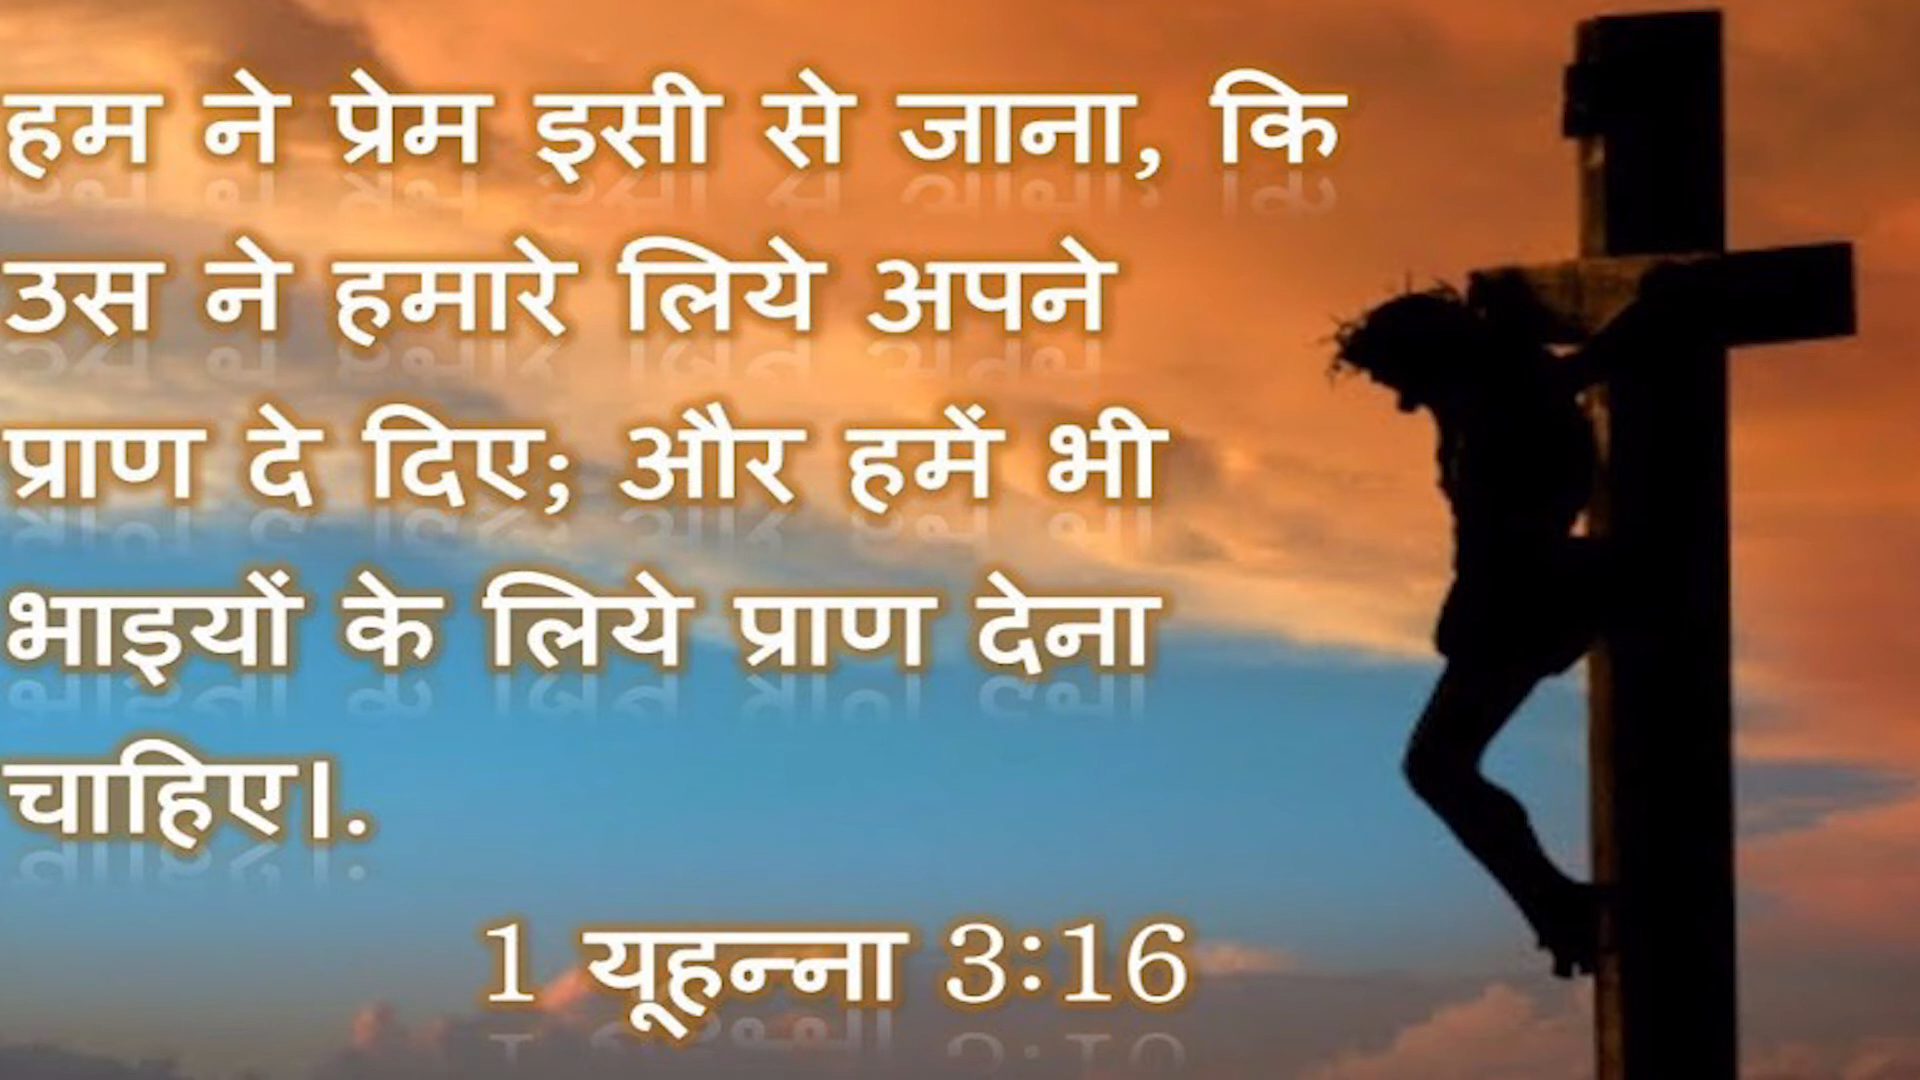 हम ने प्रेम इसी से जाना, कि
उस ने हमारे लिये अपने
प्राण दे दिए; और हमें भी
भाइयों के लिये प्राण देना
चाहिए।.
1 यूहन्ना 3:16